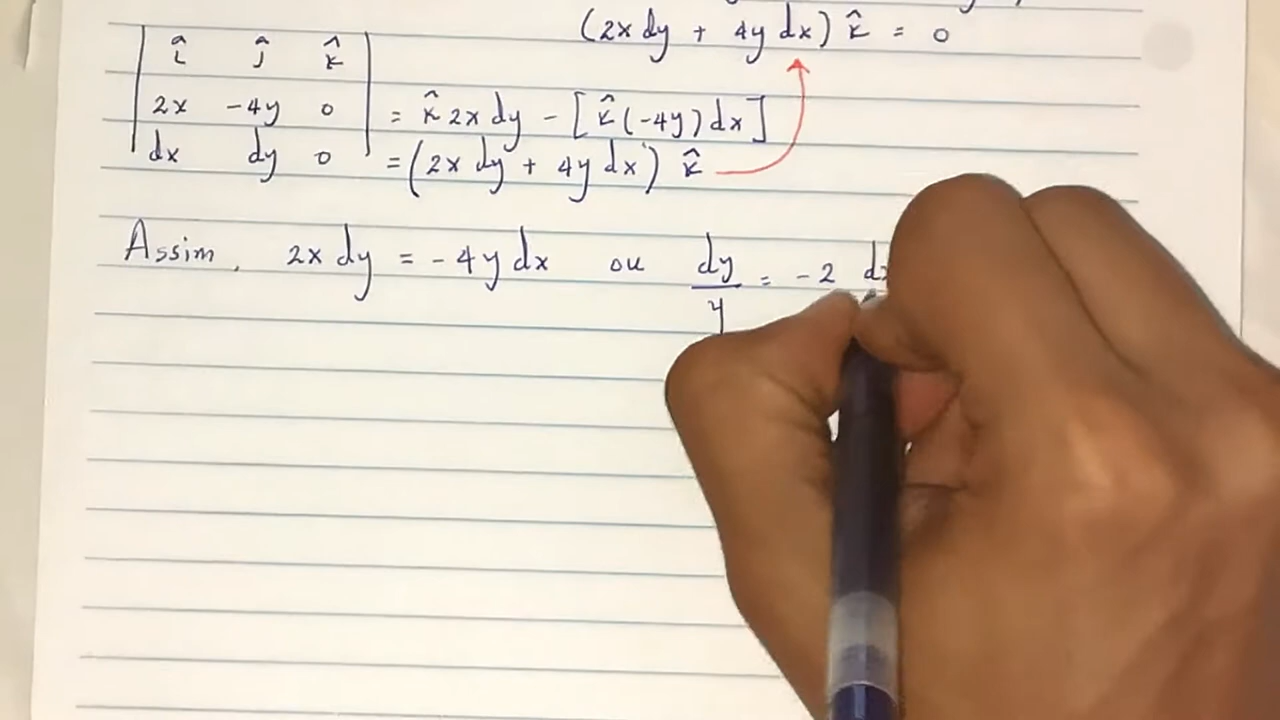 (2x dy + 4y dx) k̂ = 0
î ĵ k̂
2x -4y 0 = k̂ 2x dy - [k̂ (-4y) dx]
dx dy 0 = (2x dy + 4y dx) k̂
Assim, 2x dy = -4y dx ou dy/y = -2